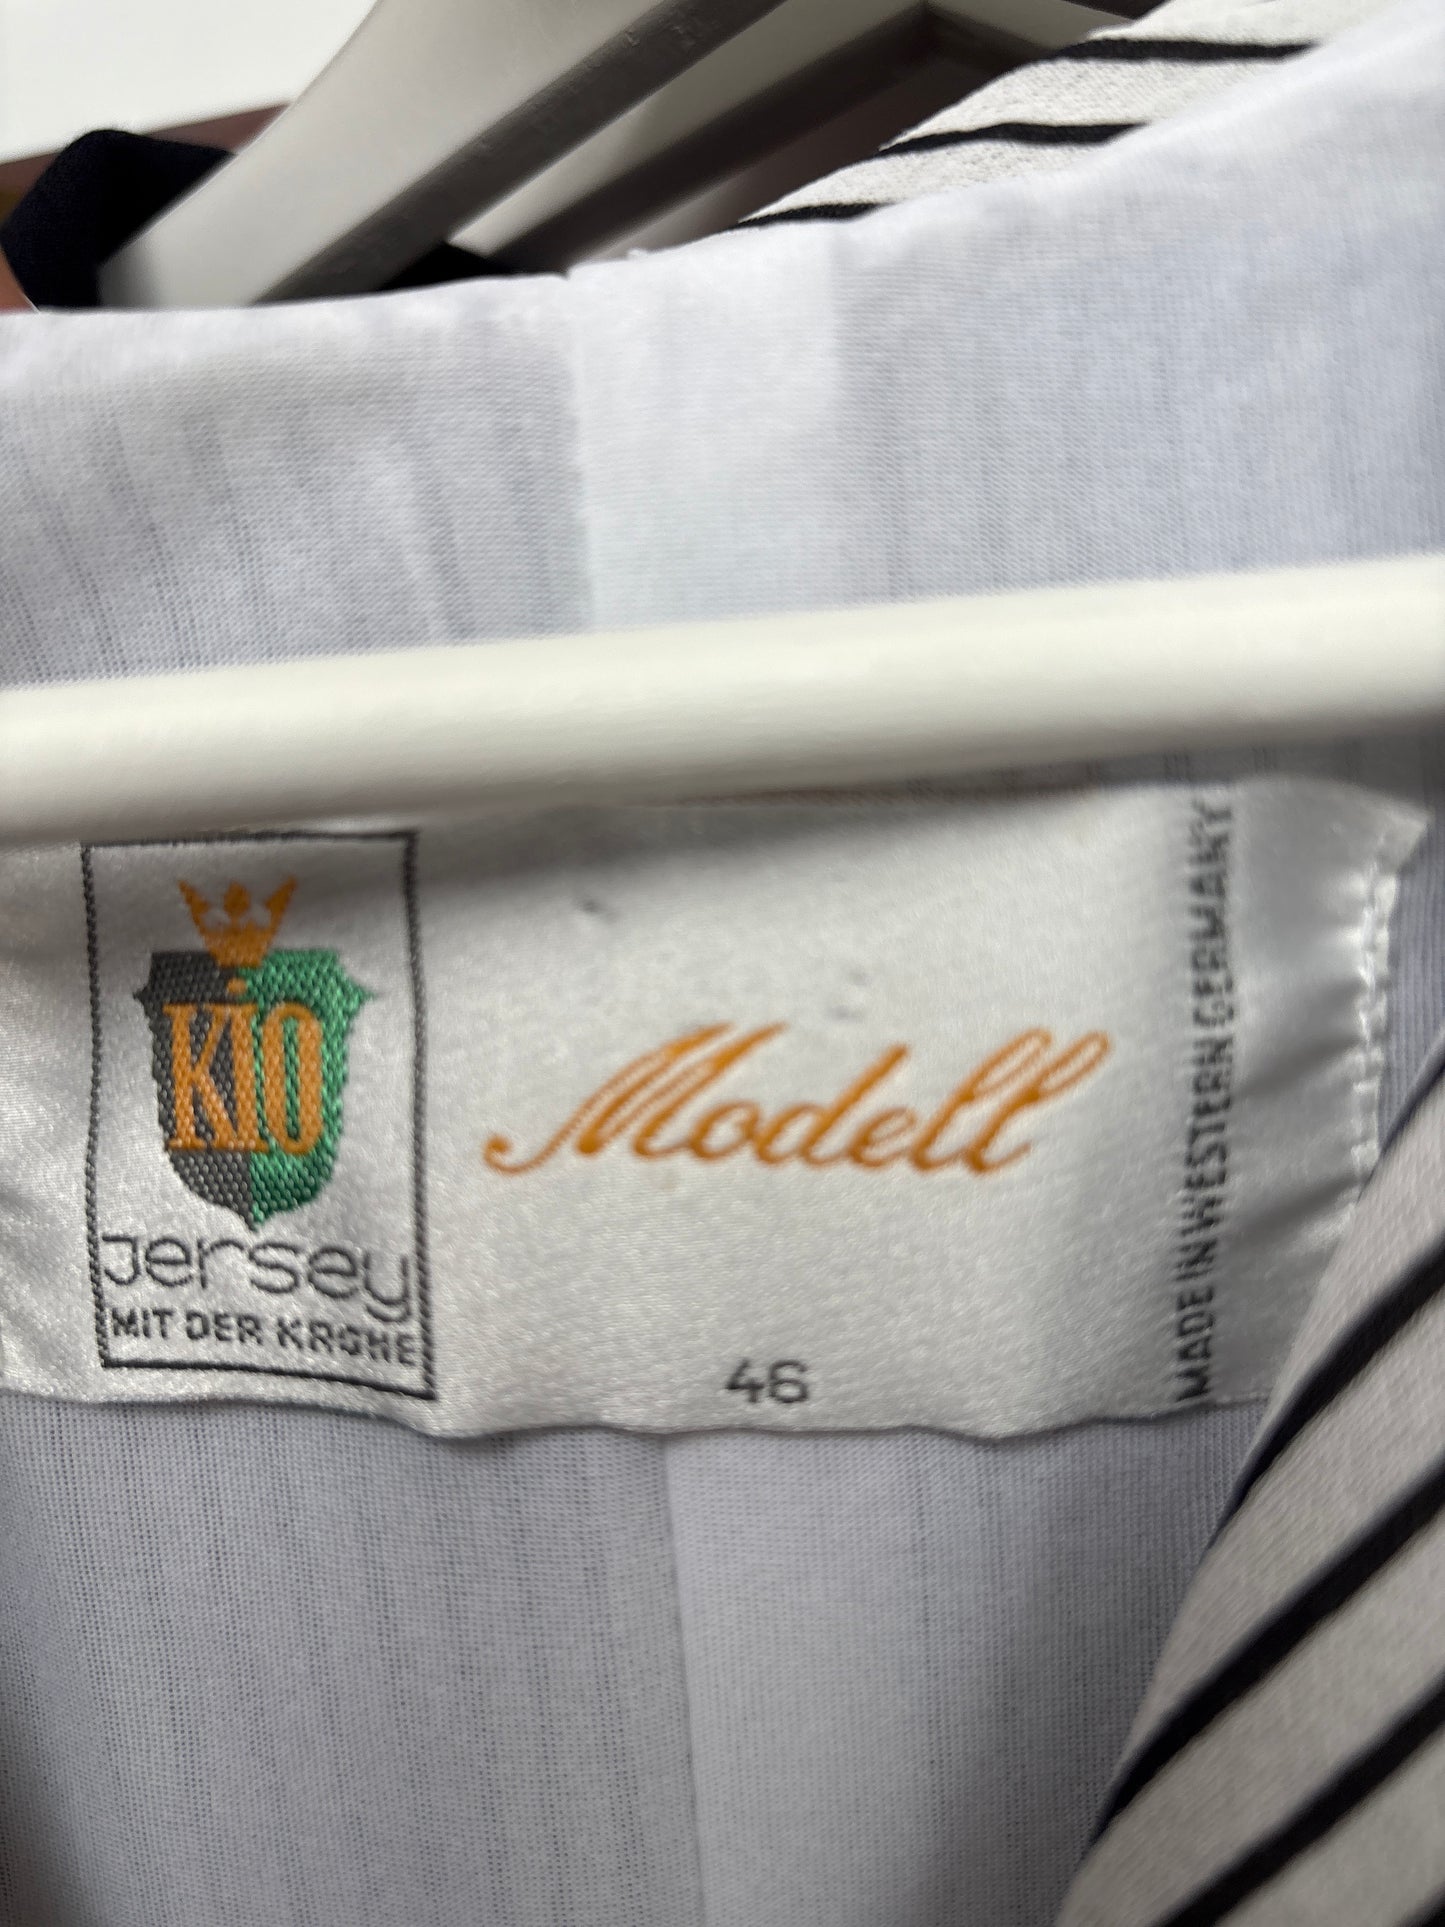 KIO
Jersey
MIT DER KRONE
Modell
46
MADE IN WESTERN GERMANY